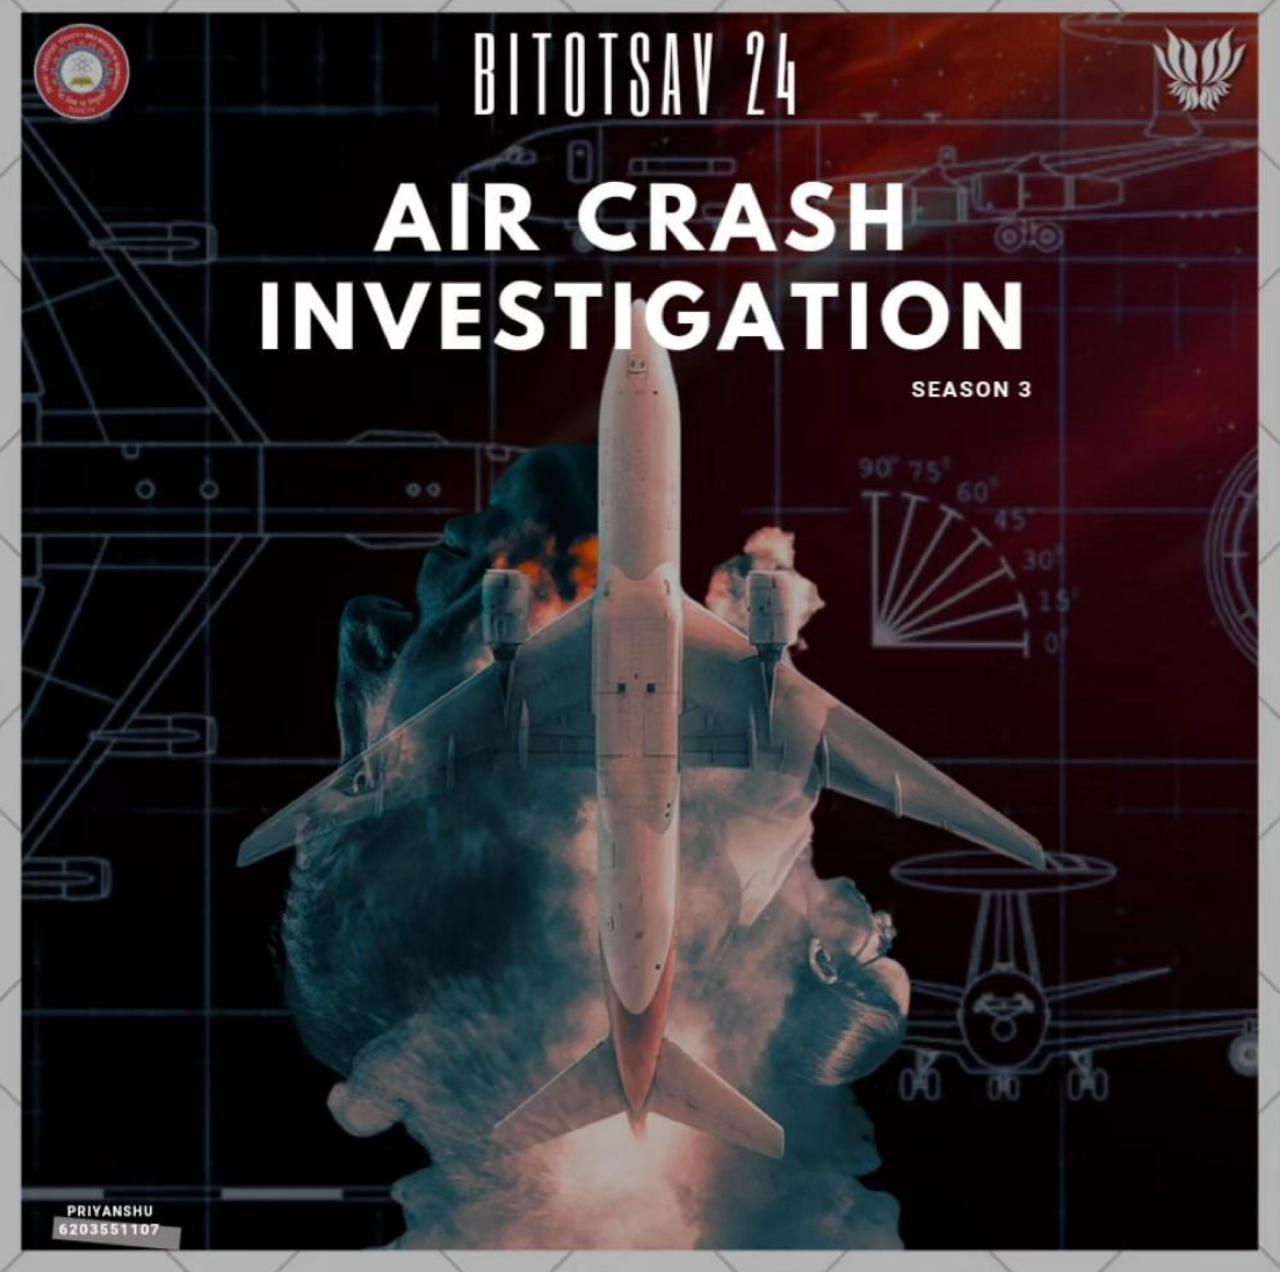 BITOTSAV 24
AIR CRASH
INVESTIGATION
SEASON 3
90° 75°
60°
45°
30°
15°
0°
PRIYANSHU
6203551107